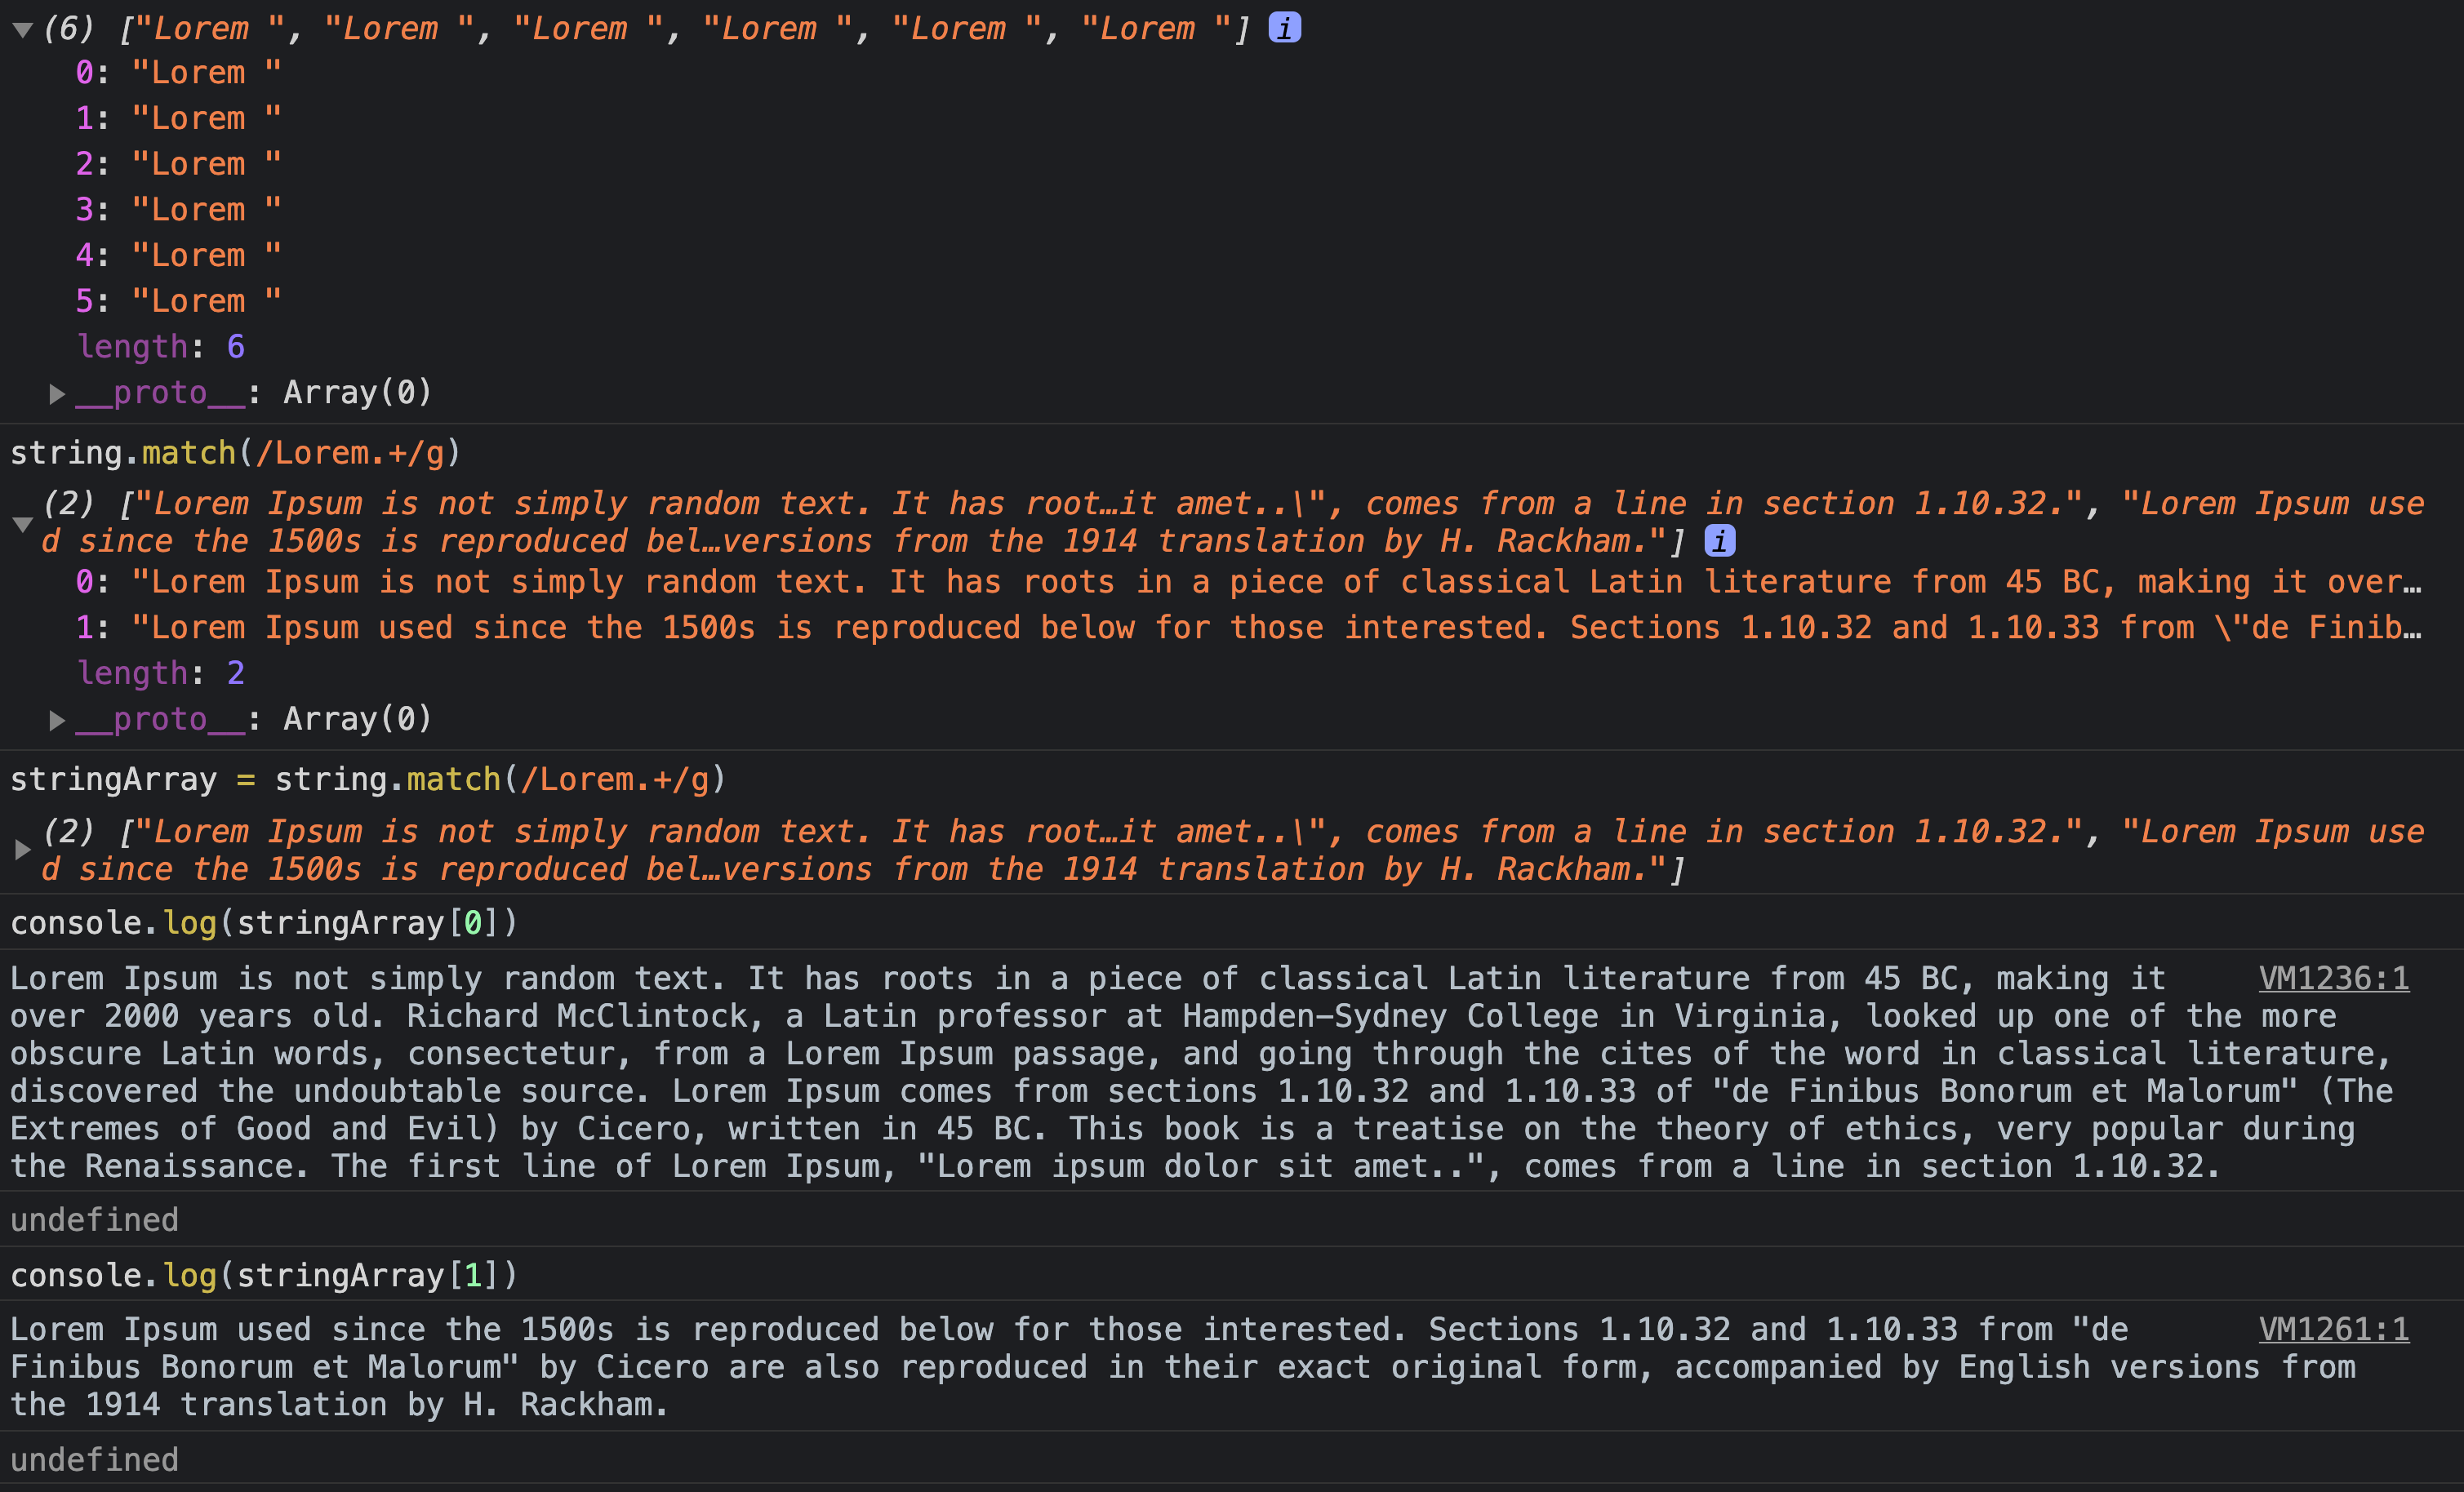 (6) ["Lorem ", "Lorem ", "Lorem ", "Lorem ", "Lorem ", "Lorem "] i
0: "Lorem "
1: "Lorem "
2: "Lorem "
3: "Lorem "
4: "Lorem "
5: "Lorem "
length: 6
__proto__: Array(0)
string.match(/Lorem.+/g)
(2) ["Lorem Ipsum is not simply random text. It has root…it amet..\", comes from a line in section 1.10.32.", "Lorem Ipsum use
d since the 1500s is reproduced bel…versions from the 1914 translation by H. Rackham."] i
0: "Lorem Ipsum is not simply random text. It has roots in a piece of classical Latin literature from 45 BC, making it over…
1: "Lorem Ipsum used since the 1500s is reproduced below for those interested. Sections 1.10.32 and 1.10.33 from \"de Finib…
length: 2
__proto__: Array(0)
stringArray = string.match(/Lorem.+/g)
(2) ["Lorem Ipsum is not simply random text. It has root…it amet..\", comes from a line in section 1.10.32.", "Lorem Ipsum use
d since the 1500s is reproduced bel…versions from the 1914 translation by H. Rackham."]
console.log(stringArray[0])
Lorem Ipsum is not simply random text. It has roots in a piece of classical Latin literature from 45 BC, making it VM1236:1
over 2000 years old. Richard McClintock, a Latin professor at Hampden-Sydney College in Virginia, looked up one of the more
obscure Latin words, consectetur, from a Lorem Ipsum passage, and going through the cites of the word in classical literature,
discovered the undoubtable source. Lorem Ipsum comes from sections 1.10.32 and 1.10.33 of "de Finibus Bonorum et Malorum" (The
Extremes of Good and Evil) by Cicero, written in 45 BC. This book is a treatise on the theory of ethics, very popular during
the Renaissance. The first line of Lorem Ipsum, "Lorem ipsum dolor sit amet..", comes from a line in section 1.10.32.
undefined
console.log(stringArray[1])
Lorem Ipsum used since the 1500s is reproduced below for those interested. Sections 1.10.32 and 1.10.33 from "de VM1261:1
Finibus Bonorum et Malorum" by Cicero are also reproduced in their exact original form, accompanied by English versions from
the 1914 translation by H. Rackham.
undefined